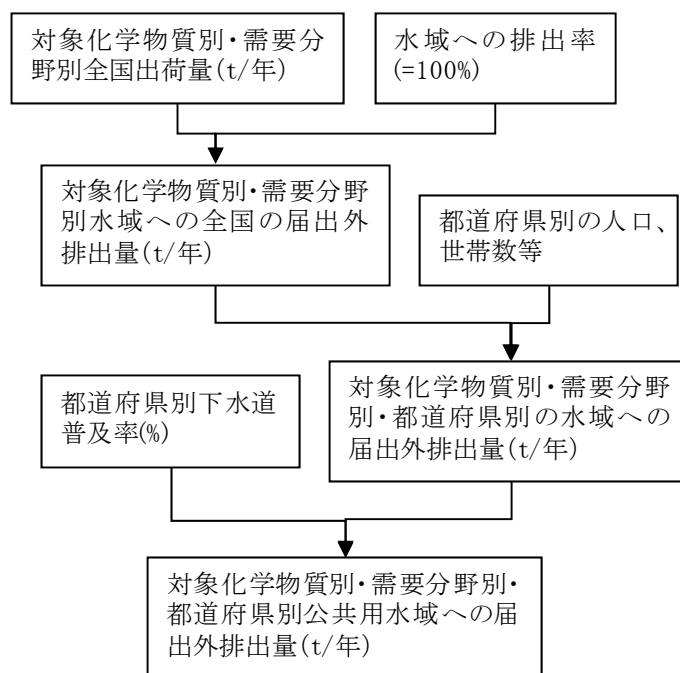 対象化学物質別・需要分
野別全国出荷量(t/年)
水域への排出率
(=100%)
対象化学物質別・需要分野
別水域への全国の届出外
排出量(t/年)
都道府県別の人口、
世帯数等
都道府県別下水道
普及率(%)
対象化学物質別・需要分野
別・都道府県別の水域への
届出外排出量(t/年)
対象化学物質別・需要分野別・
都道府県別公共用水域への届
出外排出量(t/年)